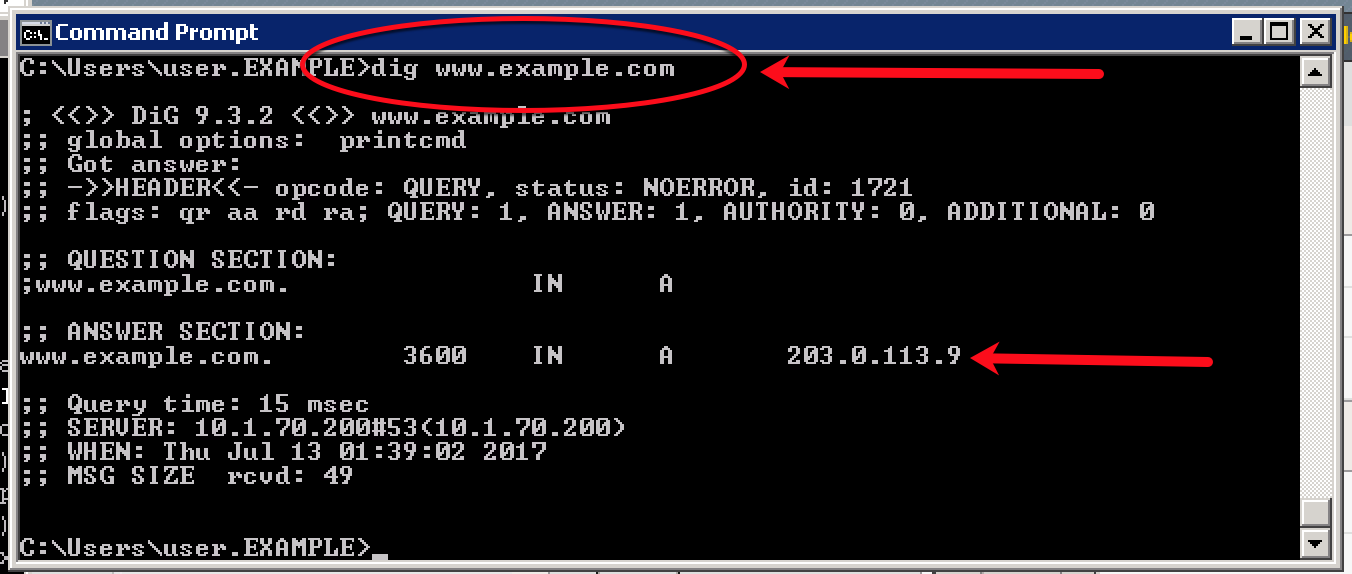 Command Prompt
C:\Users\user.EXAMPLE>dig www.example.com
; <<>> DiG 9.3.2 <<>> www.example.com
;; global options:  printcmd
;; Got answer:
;; ->>HEADER<<- opcode: QUERY, status: NOERROR, id: 1721
;; flags: qr aa rd ra; QUERY: 1, ANSWER: 1, AUTHORITY: 0, ADDITIONAL: 0
;; QUESTION SECTION:
;www.example.com.                IN      A
;; ANSWER SECTION:
www.example.com.         3600    IN      A       203.0.113.9
;; Query time: 15 msec
;; SERVER: 10.1.70.200#53(10.1.70.200)
;; WHEN: Thu Jul 13 01:39:02 2017
;; MSG SIZE  rcvd: 49
C:\Users\user.EXAMPLE>_